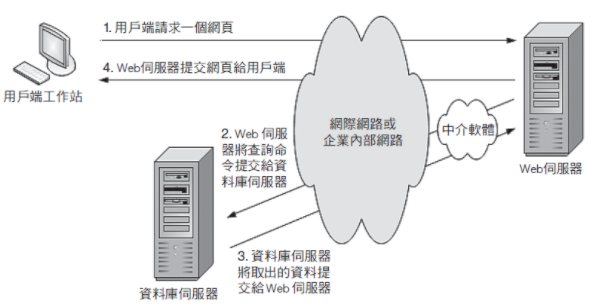 1. 用戶端請求一個網頁
4. Web伺服器提交網頁給用戶端
用戶端工作站
網際網路或
企業內部網路
中介軟體
Web伺服器
2. Web 伺服
器將查詢命
令提交給資
料庫伺服器
3. 資料庫伺服器
將取出的資料提
交給Web 伺服器
資料庫伺服器